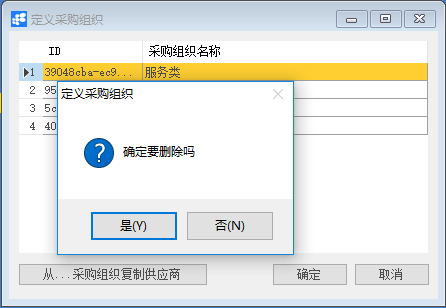 定义采购组织
ID 采购组织名称
1 39048cba-ec9... 服务类
2 95
3 5c
4 40
定义采购组织
?
确定要删除吗
是(Y) 否(N)
从...采购组织复制供应商 确定 取消